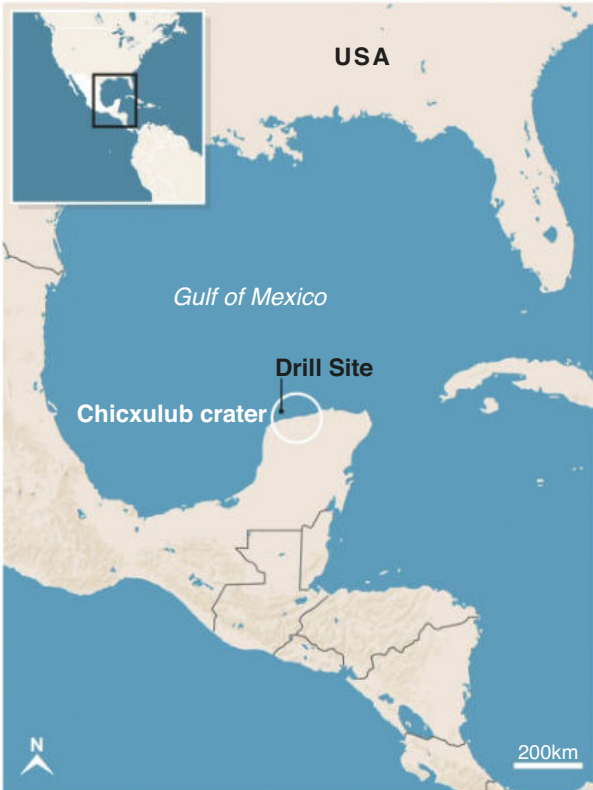 USA
Gulf of Mexico
Drill Site
Chicxulub crater
N
200km